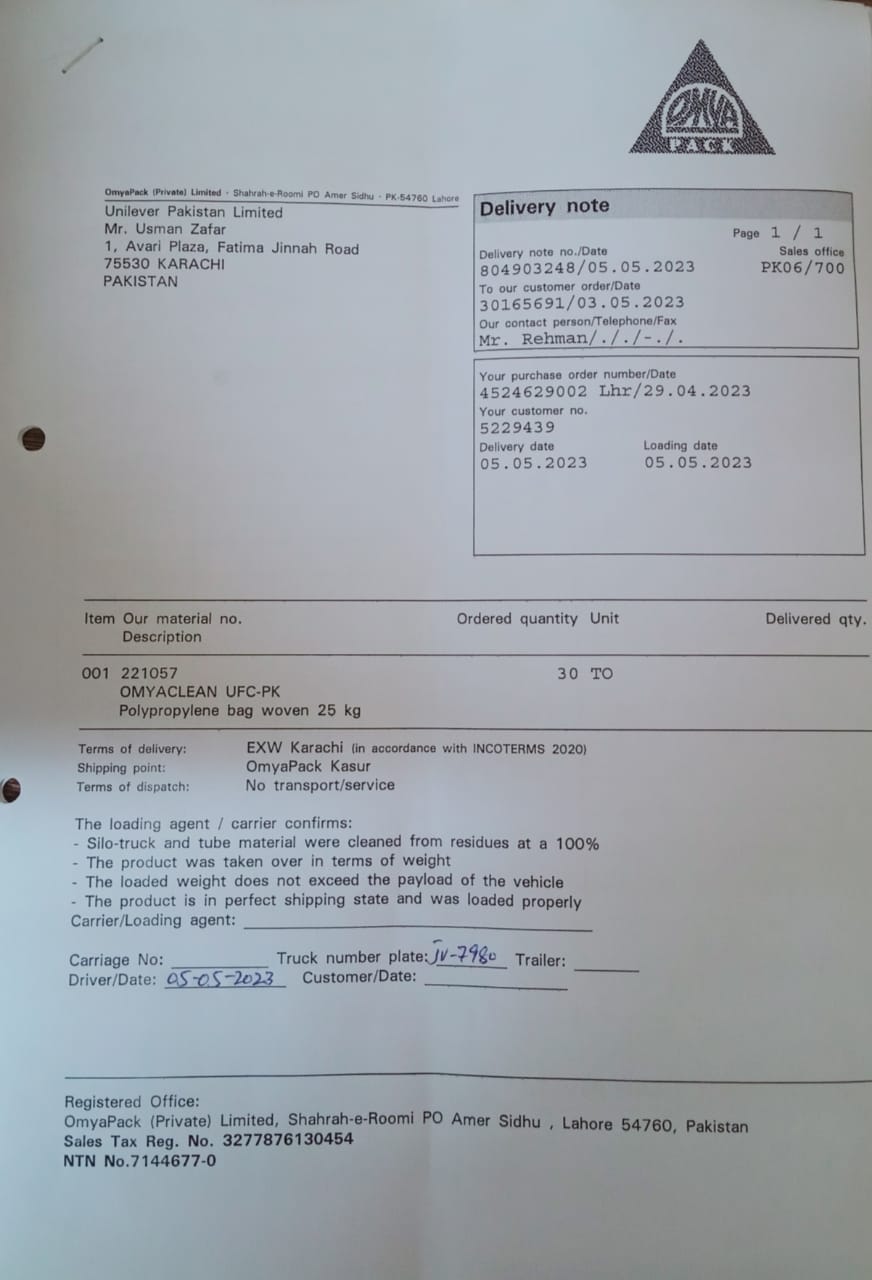 OMYA
PACK
OmyaPack (Private) Limited · Shahrah-e-Roomi PO Amer Sidhu · PK-54760 Lahore
Unilever Pakistan Limited
Mr. Usman Zafar
1, Avari Plaza, Fatima Jinnah Road
75530 KARACHI
PAKISTAN
Delivery note
Page 1 / 1
Delivery note no./Date Sales office
804903248/05.05.2023 PK06/700
To our customer order/Date
30165691/03.05.2023
Our contact person/Telephone/Fax
Mr. Rehman/././-./.
Your purchase order number/Date
4524629002 Lhr/29.04.2023
Your customer no.
5229439
Delivery date Loading date
05.05.2023 05.05.2023
Item Our material no. Ordered quantity Unit Delivered qty.
Description
001 221057 30 TO
OMYACLEAN UFC-PK
Polypropylene bag woven 25 kg
Terms of delivery: EXW Karachi (in accordance with INCOTERMS 2020)
Shipping point: OmyaPack Kasur
Terms of dispatch: No transport/service
The loading agent / carrier confirms:
- Silo-truck and tube material were cleaned from residues at a 100%
- The product was taken over in terms of weight
- The loaded weight does not exceed the payload of the vehicle
- The product is in perfect shipping state and was loaded properly
Carrier/Loading agent:
Carriage No: Truck number plate: JV-7980 Trailer:
Driver/Date: 05-05-2023 Customer/Date:
Registered Office:
OmyaPack (Private) Limited, Shahrah-e-Roomi PO Amer Sidhu , Lahore 54760, Pakistan
Sales Tax Reg. No. 3277876130454
NTN No.7144677-0